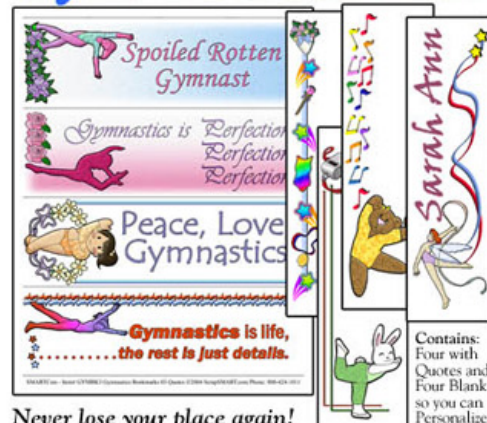 Spoiled Rotten
Gymnast
Gymnastics is Perfection
Perfection
Perfection
Peace, Love
Gymnastics
Gymnastics is life,
the rest is just details.
Sarah Ann
Contains:
Four with
Quotes and
Four Blank
so you can
Personalize
Never lose your place again!